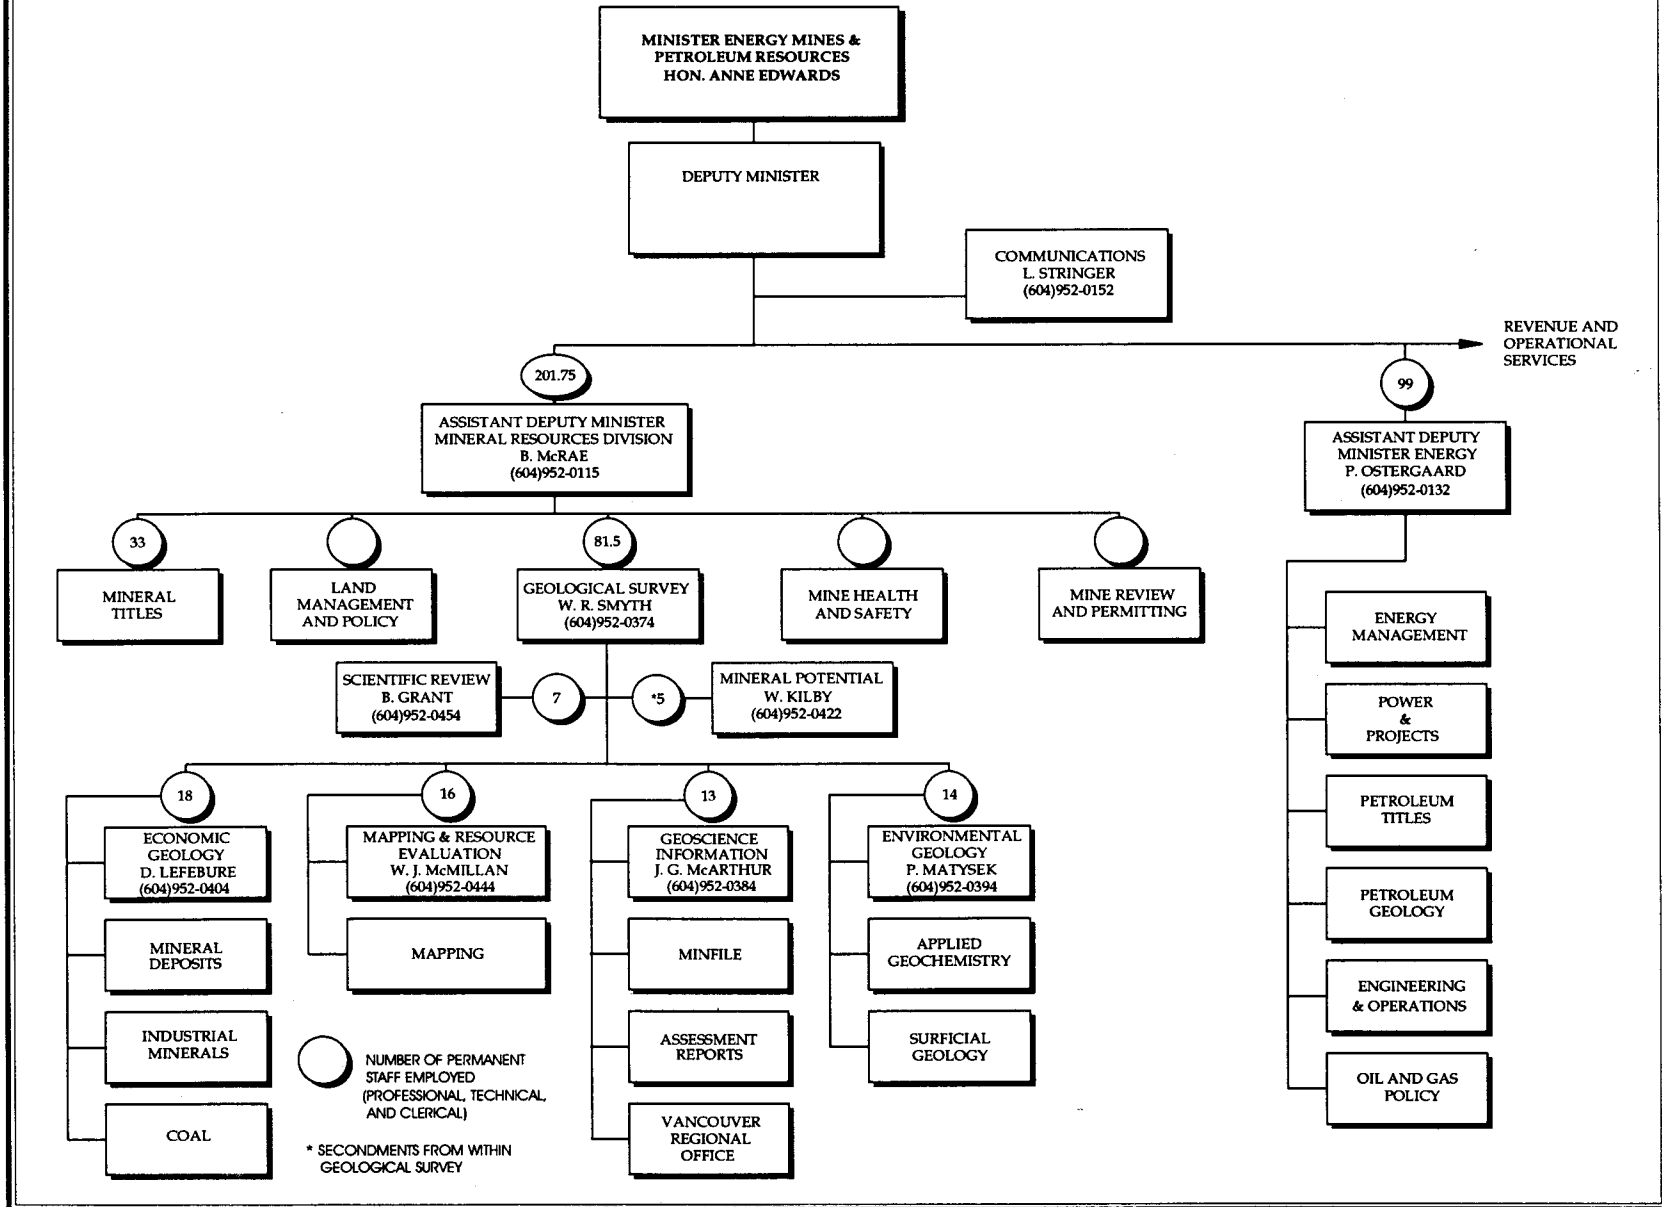 MINISTER ENERGY MINES &
PETROLEUM RESOURCES
HON. ANNE EDWARDS
DEPUTY MINISTER
COMMUNICATIONS
L. STRINGER
(604)952-0152
REVENUE AND
OPERATIONAL
SERVICES
201.75
99
ASSISTANT DEPUTY MINISTER
MINERAL RESOURCES DIVISION
B. McRAE
(604)952-0115
ASSISTANT DEPUTY
MINISTER ENERGY
P. OSTERGAARD
(604)952-0132
33
81.5
MINERAL
TITLES
LAND
MANAGEMENT
AND POLICY
GEOLOGICAL SURVEY
W. R. SMYTH
(604)952-0374
MINE HEALTH
AND SAFETY
MINE REVIEW
AND PERMITTING
SCIENTIFIC REVIEW
B. GRANT
(604)952-0454
7
*5
MINERAL POTENTIAL
W. KILBY
(604)952-0422
18
16
13
14
ECONOMIC
GEOLOGY
D. LEFEBURE
(604)952-0404
MAPPING & RESOURCE
EVALUATION
W. J. McMILLAN
(604)952-0444
GEOSCIENCE
INFORMATION
J. G. McARTHUR
(604)952-0384
ENVIRONMENTAL
GEOLOGY
P. MATYSEK
(604)952-0394
MINERAL
DEPOSITS
MAPPING
MINFILE
APPLIED
GEOCHEMISTRY
INDUSTRIAL
MINERALS
ASSESSMENT
REPORTS
SURFICIAL
GEOLOGY
COAL
VANCOUVER
REGIONAL
OFFICE
ENERGY
MANAGEMENT
POWER
&
PROJECTS
PETROLEUM
TITLES
PETROLEUM
GEOLOGY
ENGINEERING
& OPERATIONS
OIL AND GAS
POLICY
NUMBER OF PERMANENT
STAFF EMPLOYED
(PROFESSIONAL, TECHNICAL,
AND CLERICAL)
* SECONDMENTS FROM WITHIN
GEOLOGICAL SURVEY